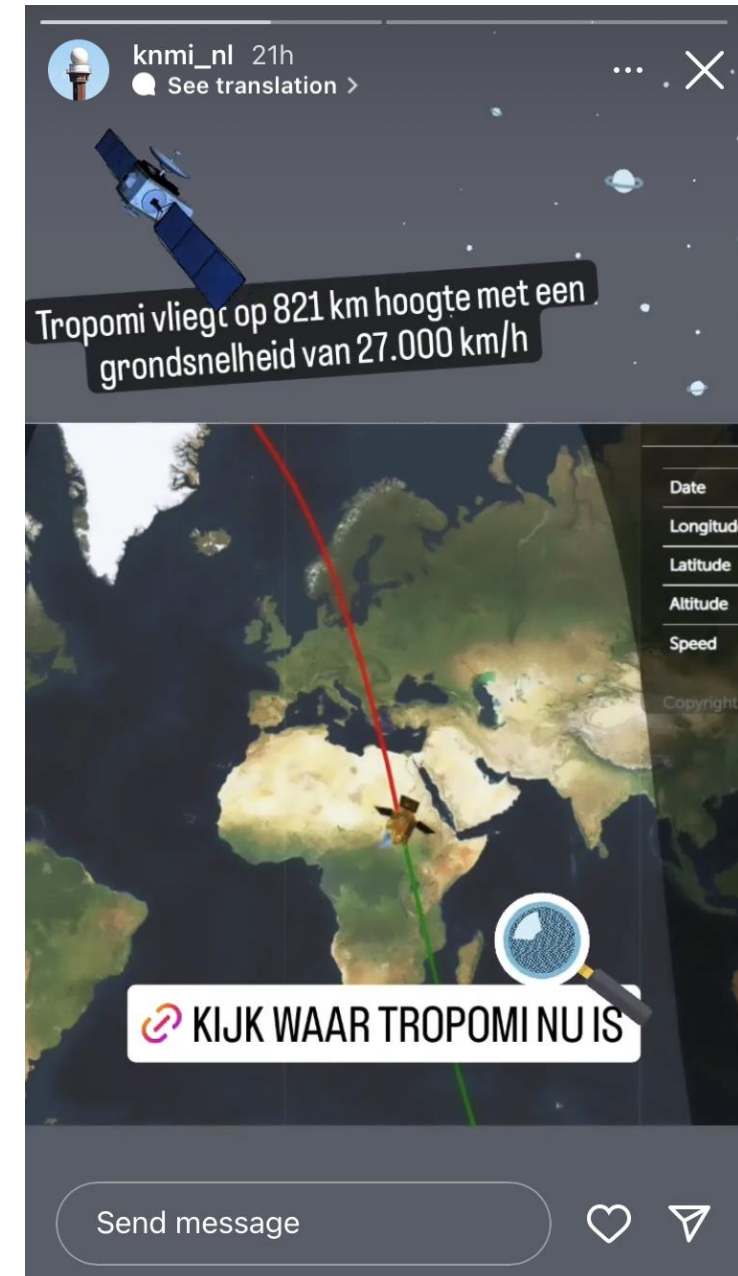 knmi_nl 21h
See translation >
Tropomi vliegt op 821 km hoogte met een
grondsnelheid van 27.000 km/h
Date
Longitud
Latitude
Altitude
Speed
Copyright
KIJK WAAR TROPOMI NU IS
Send message